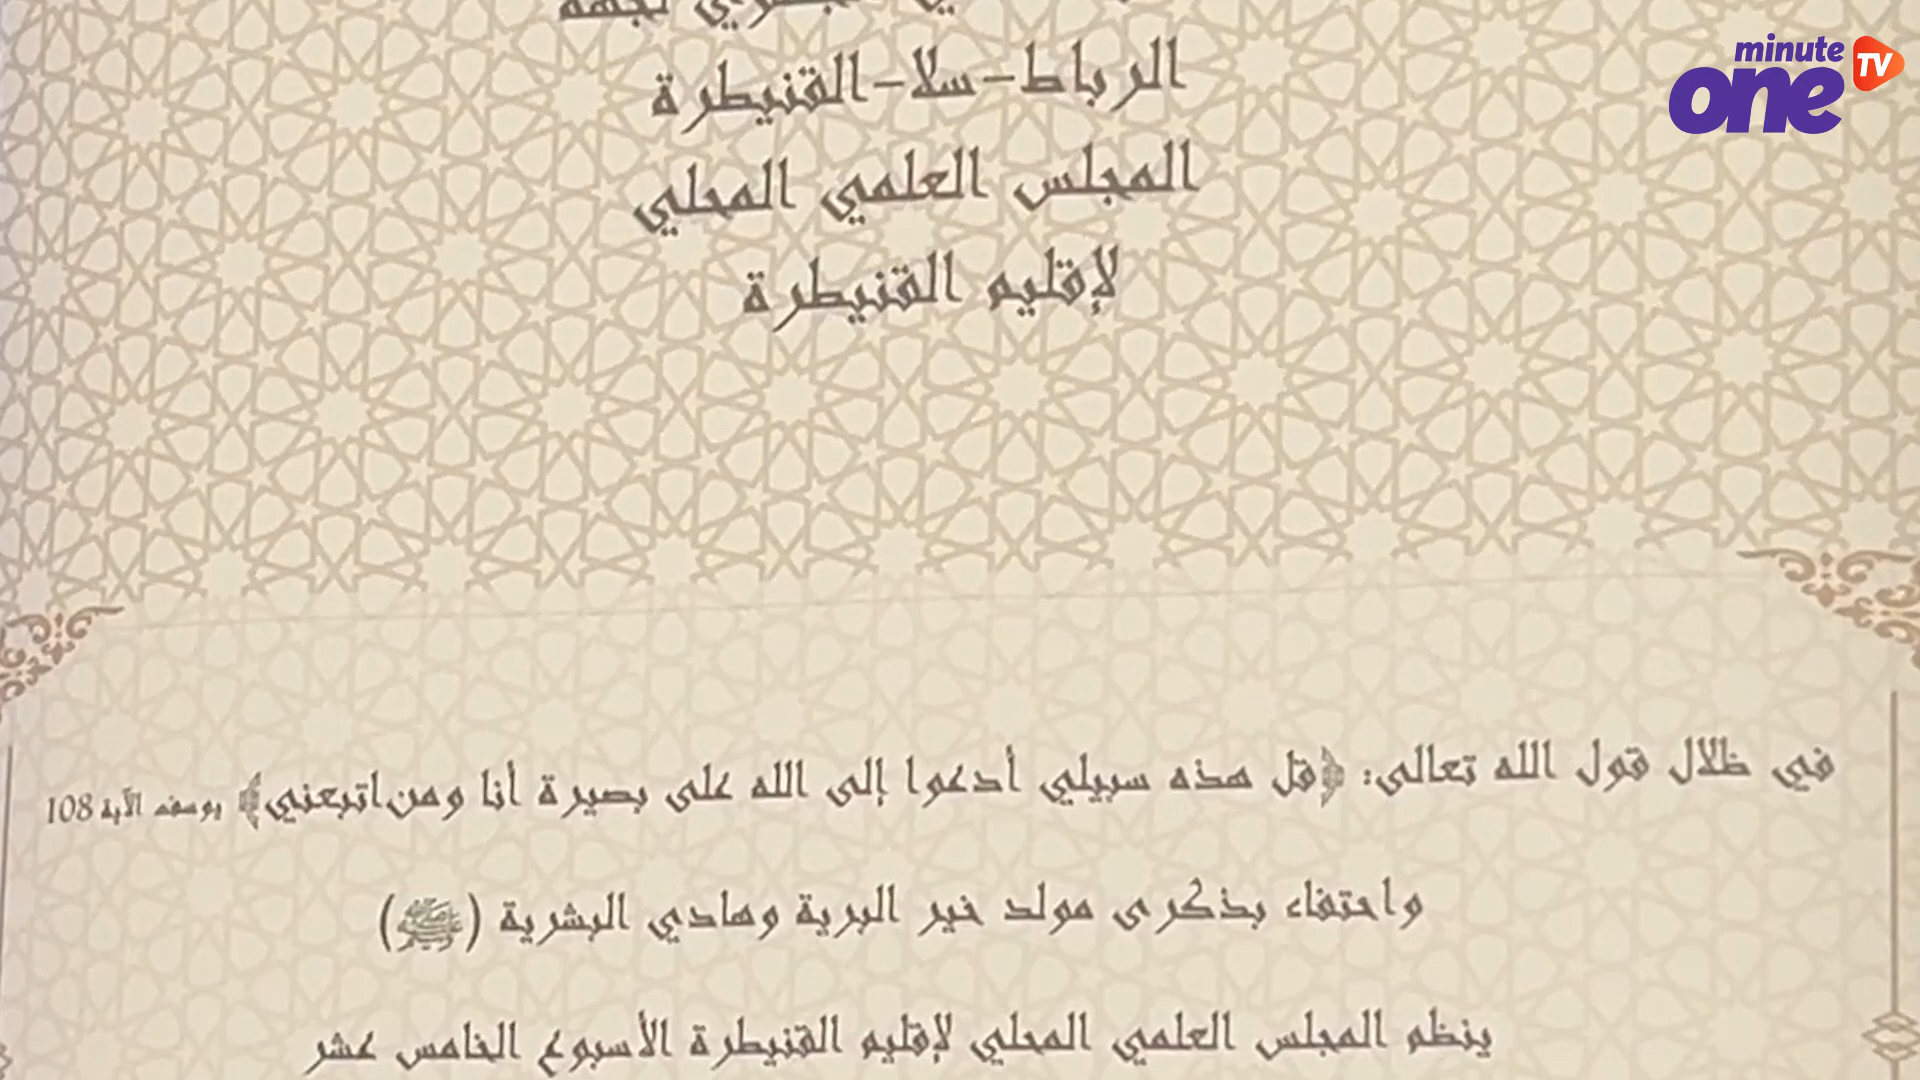 الرباط-سلا-القنيطرة
المجلس العلمي المحلي
لإقليم القنيطرة
minute
one TV
في ظلال قول الله تعالى: ﴿قل هذه سبيلي أدعوا إلى الله على بصيرة أنا ومن اتبعني﴾ يوسف الآية 108
واحتفاء بذكرى مولد خير البرية وهادي البشرية (ﷺ)
ينظم المجلس العلمي المحلي لإقليم القنيطرة الأسبوع الخامس عشر